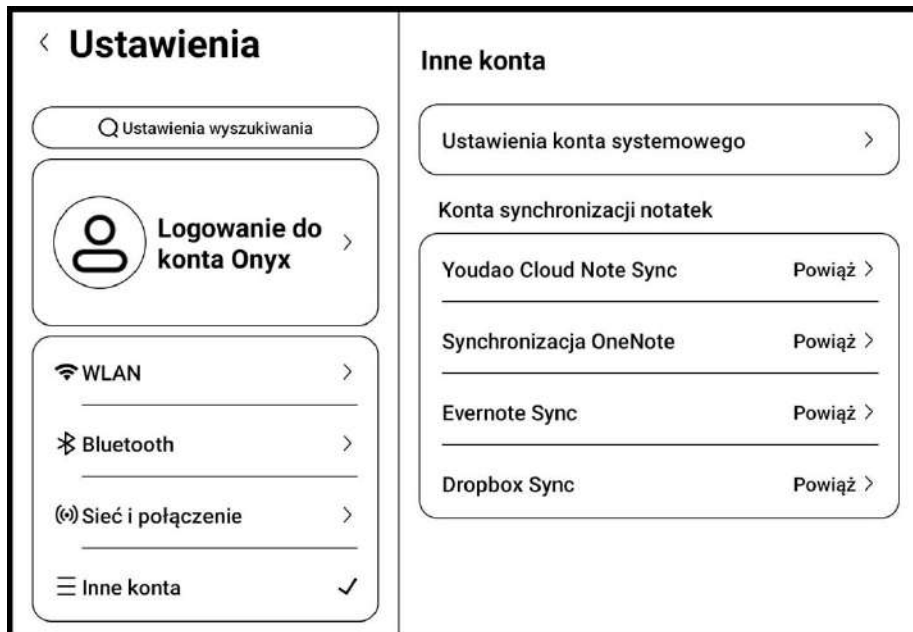 Ustawienia
Ustawienia wyszukiwania
Logowanie do
konta Onyx
WLAN
Bluetooth
Sieć i połączenie
Inne konta
Inne konta
Ustawienia konta systemowego
Konta synchronizacji notatek
Youdao Cloud Note Sync Powiąż
Synchronizacja OneNote Powiąż
Evernote Sync Powiąż
Dropbox Sync Powiąż